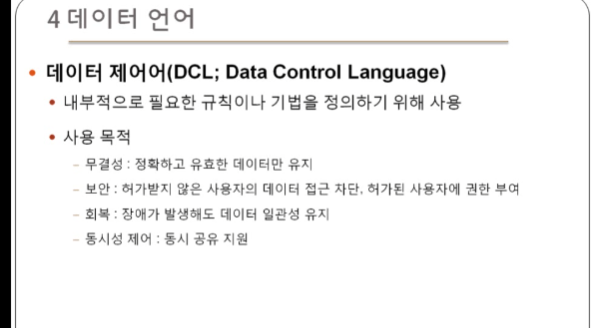 4 데이터 언어
• 데이터 제어어(DCL; Data Control Language)
• 내부적으로 필요한 규칙이나 기법을 정의하기 위해 사용
• 사용 목적
– 무결성 : 정확하고 유효한 데이터만 유지
– 보안 : 허가받지 않은 사용자의 데이터 접근 차단, 허가된 사용자에 권한 부여
– 회복 : 장애가 발생해도 데이터 일관성 유지
– 동시성 제어 : 동시 공유 지원